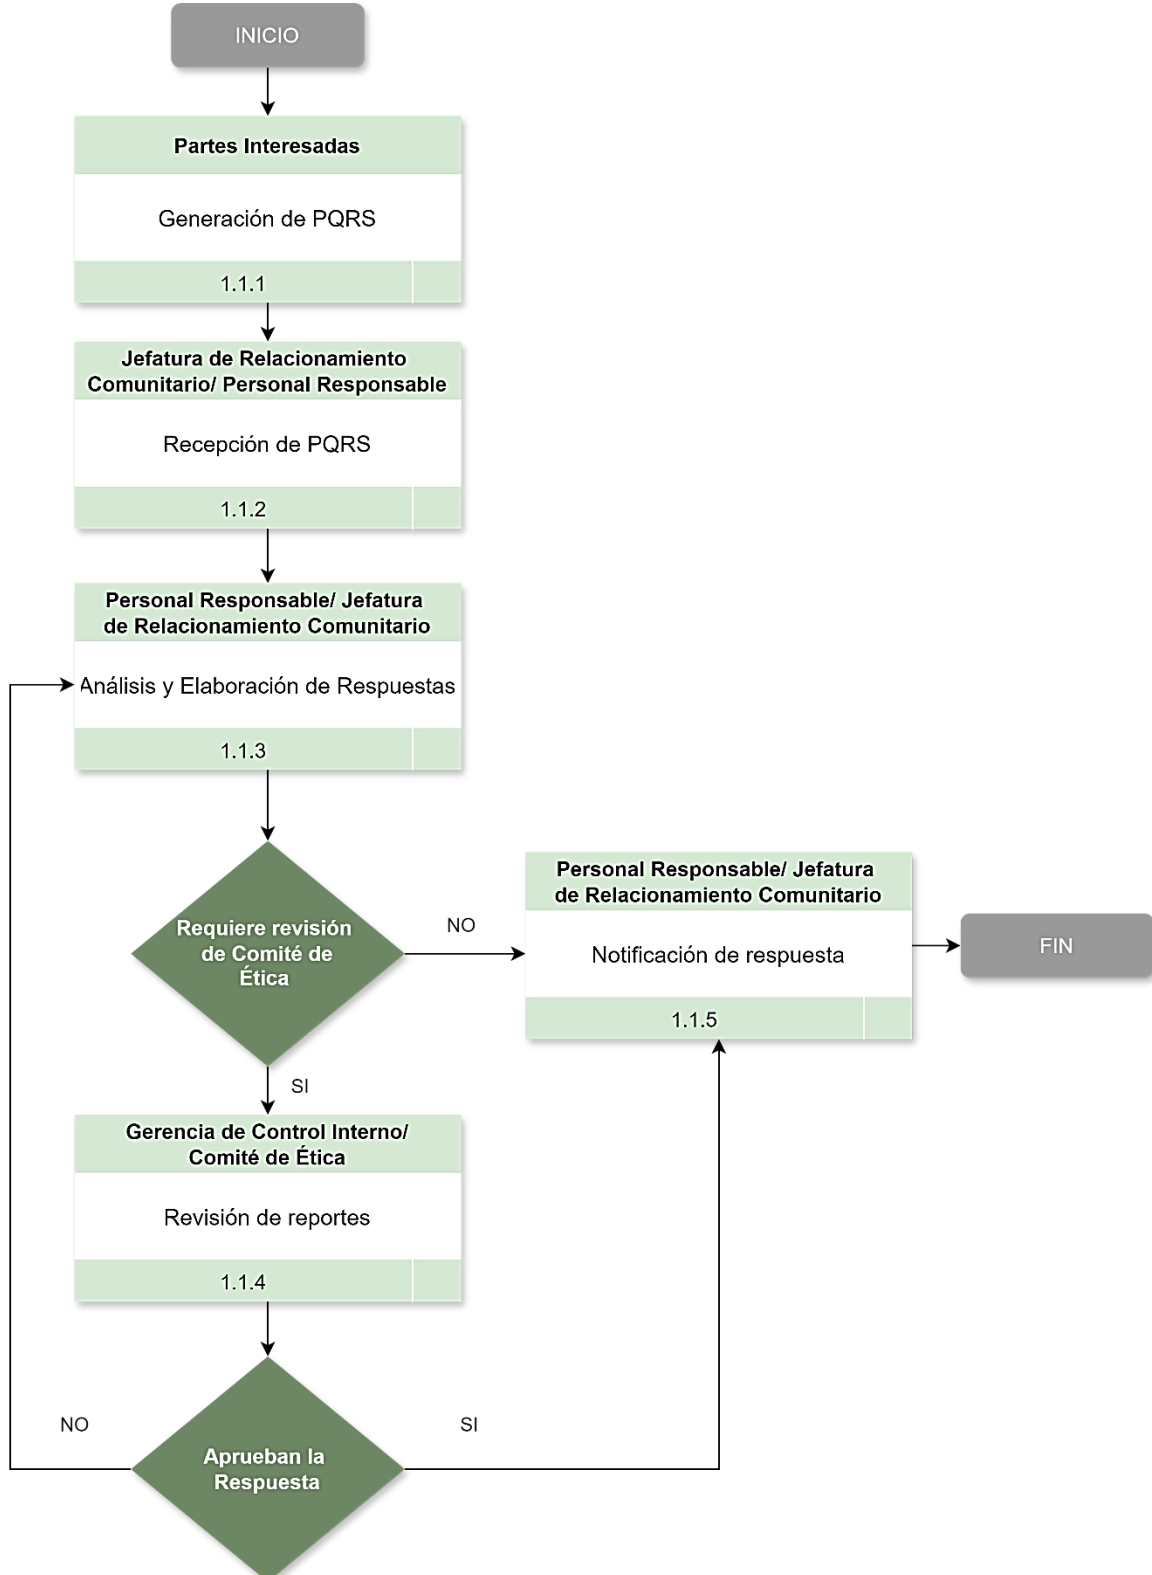 INICIO
Partes Interesadas
Generación de PQRS
1.1.1
Jefatura de Relacionamiento
Comunitario/ Personal Responsable
Recepción de PQRS
1.1.2
Personal Responsable/ Jefatura
de Relacionamiento Comunitario
Análisis y Elaboración de Respuestas
1.1.3
Requiere revisión
de Comité de
Ética
NO
Personal Responsable/ Jefatura
de Relacionamiento Comunitario
Notificación de respuesta
1.1.5
FIN
SI
Gerencia de Control Interno/
Comité de Ética
Revisión de reportes
1.1.4
NO
SI
Aprueban la
Respuesta